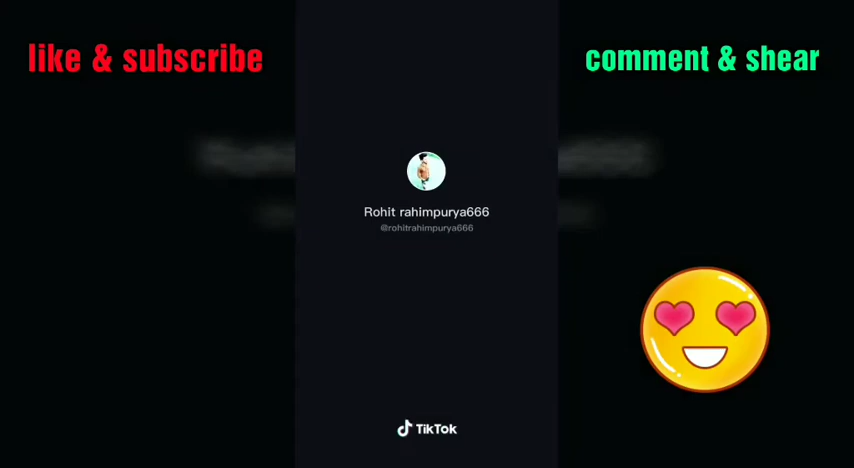 like & subscribe
comment & shear
Rohit rahimpurya666
@rohitrahimpurya666
TikTok